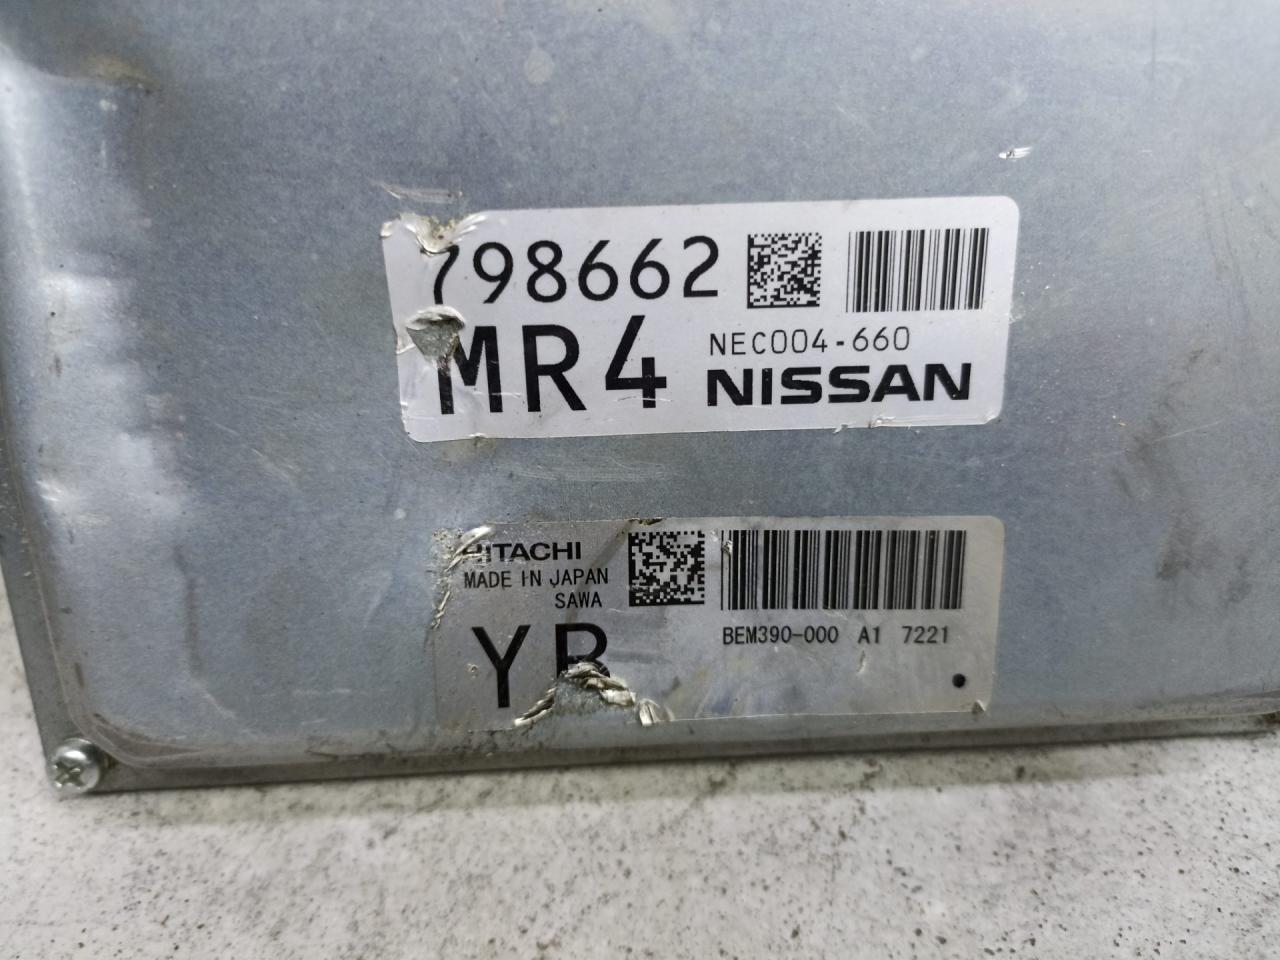 798662
MR4
NEC004-660
NISSAN
HITACHI
MADE IN JAPAN
SAWA
YB
BEM390-000 A1 7221